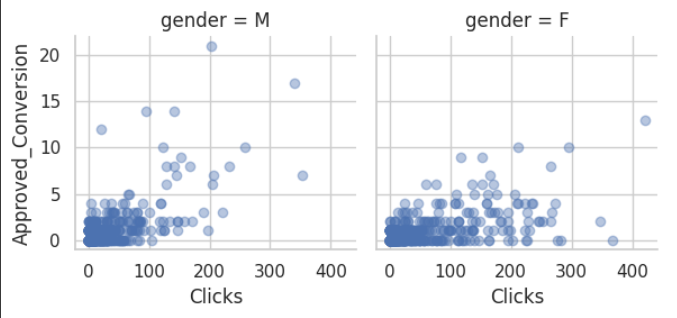 gender = M
gender = F
Approved_Conversion
20
15
10
5
0
0 100 200 300 400
0 100 200 300 400
Clicks
Clicks